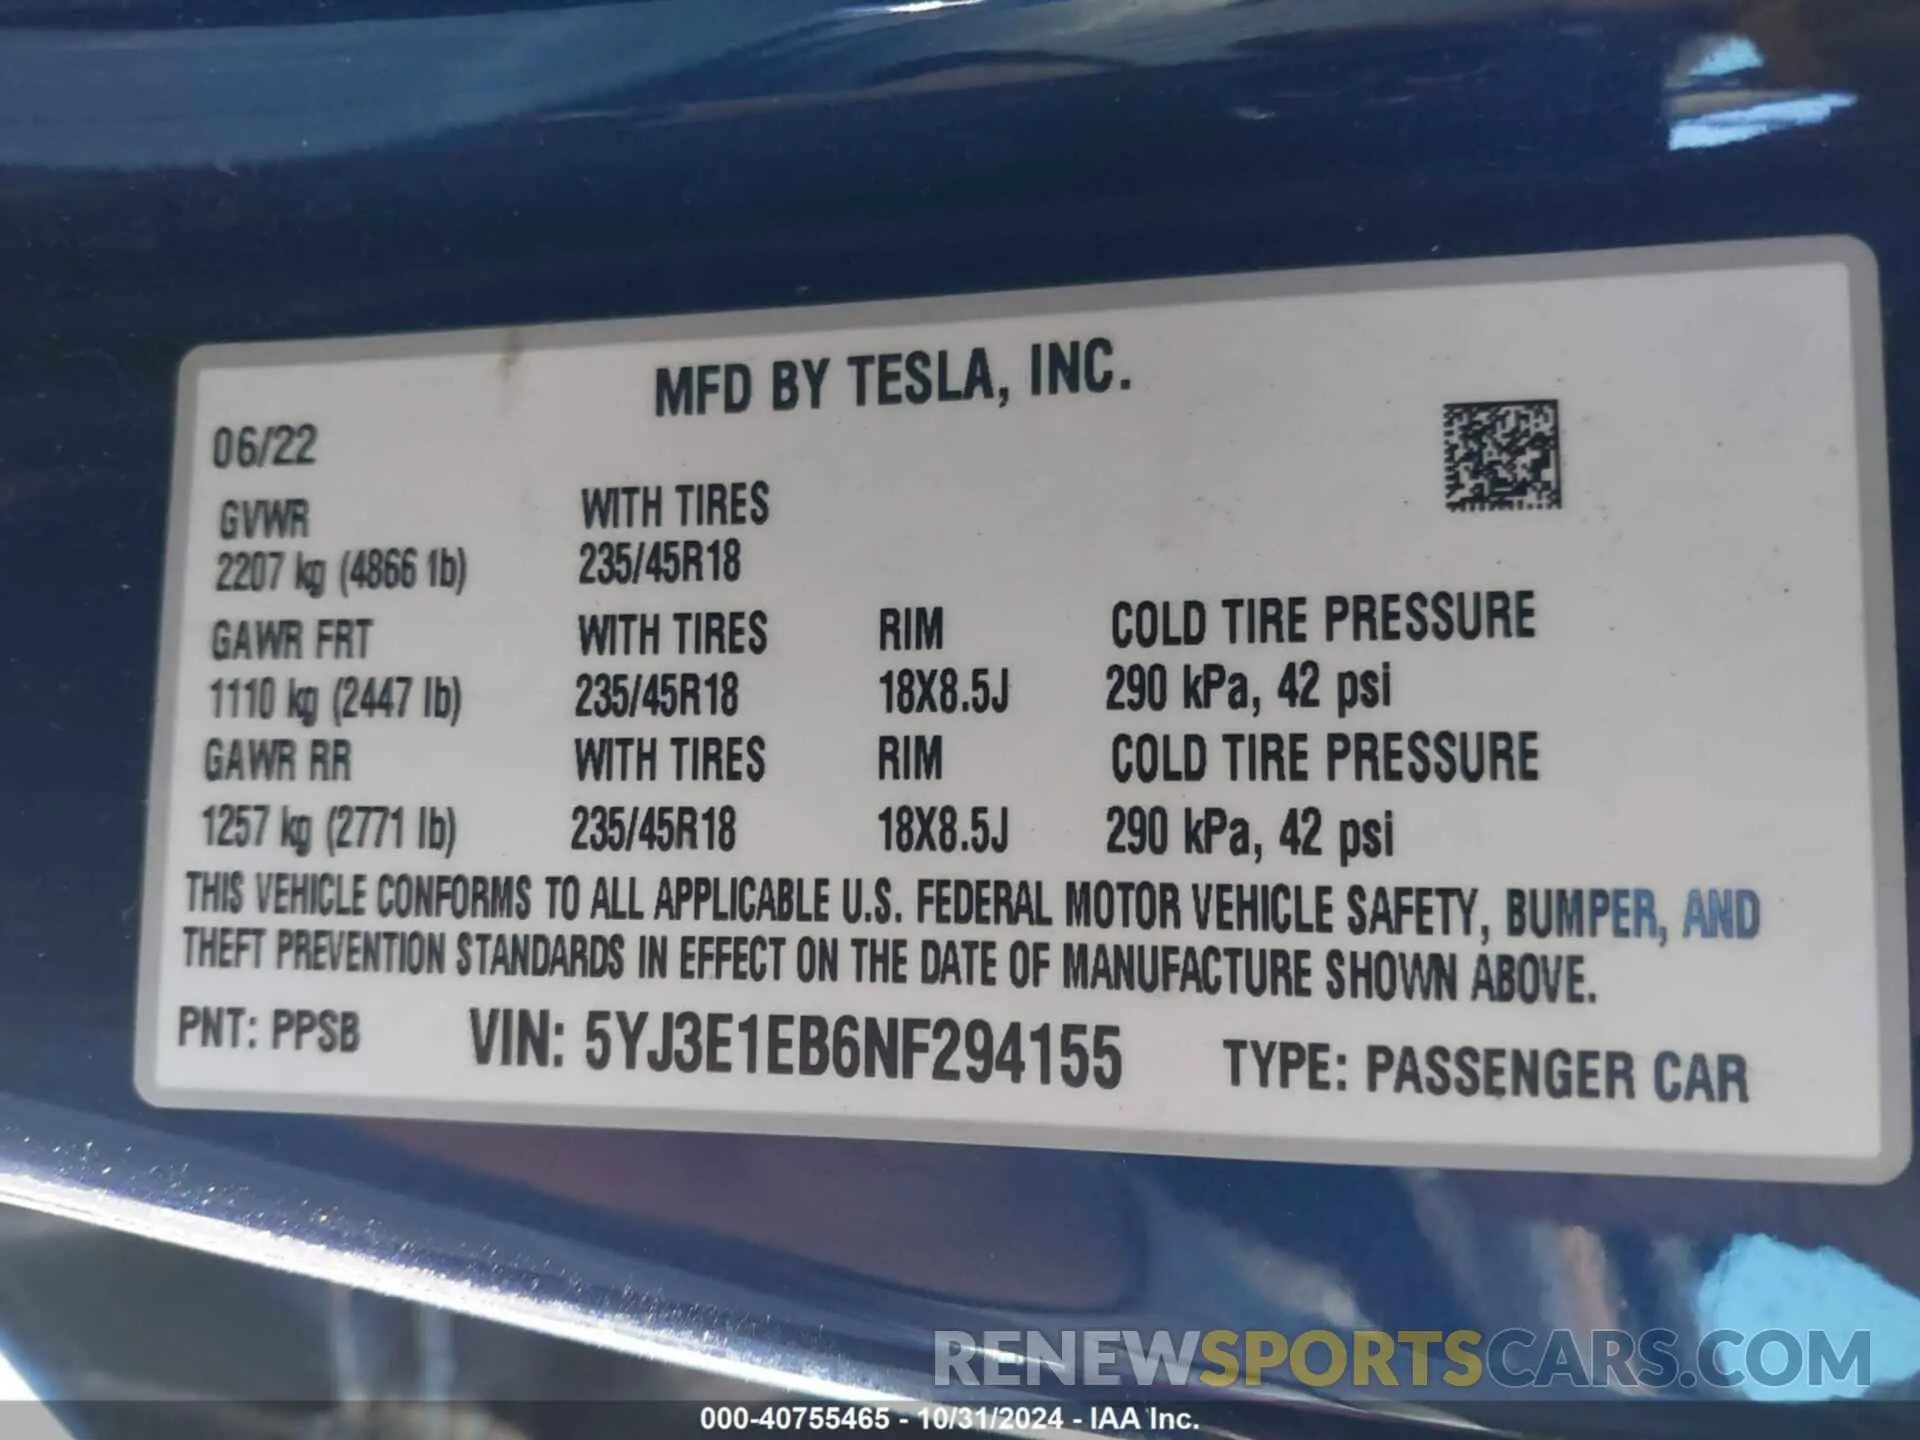 MFD BY TESLA, INC.
06/22
GVWR WITH TIRES
2207 kg (4866 lb) 235/45R18
GAWR FRT WITH TIRES RIM COLD TIRE PRESSURE
1110 kg (2447 lb) 235/45R18 18X8.5J 290 kPa, 42 psi
GAWR RR WITH TIRES RIM COLD TIRE PRESSURE
1257 kg (2771 lb) 235/45R18 18X8.5J 290 kPa, 42 psi
THIS VEHICLE CONFORMS TO ALL APPLICABLE U.S. FEDERAL MOTOR VEHICLE SAFETY, BUMPER, AND
THEFT PREVENTION STANDARDS IN EFFECT ON THE DATE OF MANUFACTURE SHOWN ABOVE.
PNT: PPSB VIN: 5YJ3E1EB6NF294155 TYPE: PASSENGER CAR
RENEWSPORTSCARS.COM
000-40755465 - 10/31/2024 - IAA Inc.